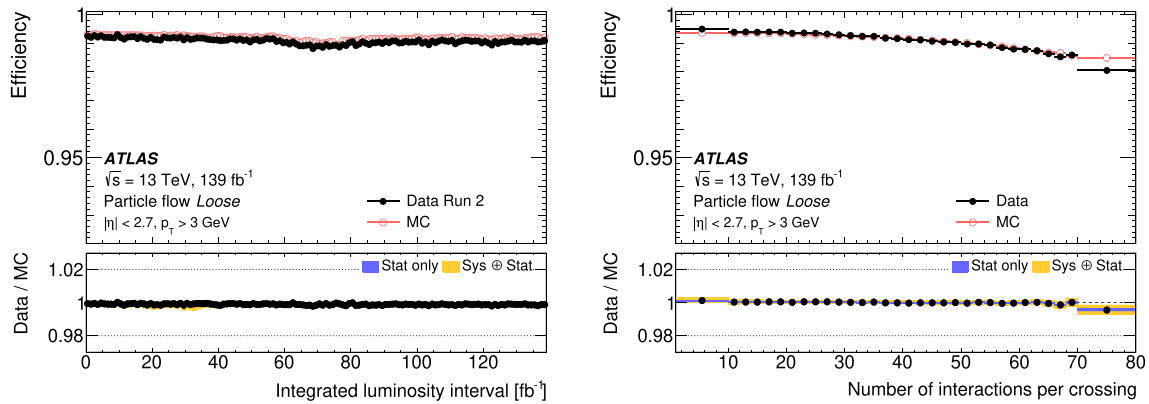 Efficiency
1
0.95
ATLAS
√s = 13 TeV, 139 fb⁻¹
Particle flow Loose
|η| < 2.7, p_T > 3 GeV
Data Run 2
MC
Data / MC
1.02
1
0.98
Stat only
Sys ⊕ Stat
0 20 40 60 80 100 120
Integrated luminosity interval [fb⁻¹]
Efficiency
1
0.95
ATLAS
√s = 13 TeV, 139 fb⁻¹
Particle flow Loose
|η| < 2.7, p_T > 3 GeV
Data
MC
Data / MC
1.02
1
0.98
Stat only
Sys ⊕ Stat
10 20 30 40 50 60 70 80
Number of interactions per crossing